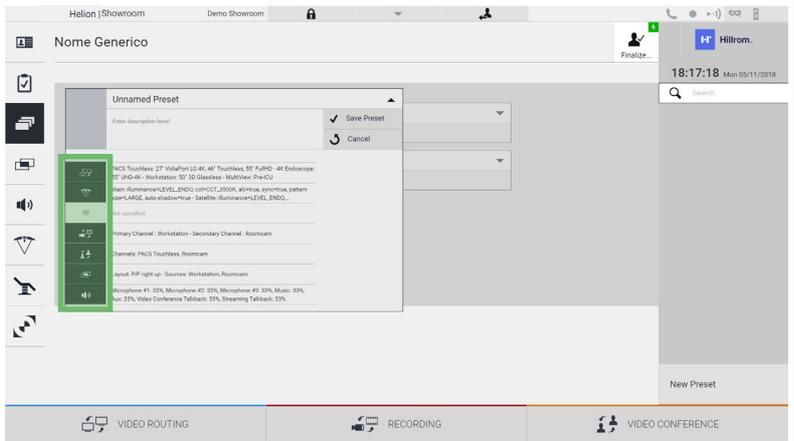 Helion | Showroom
Demo Showroom
Nome Generico
5
Finalize...
Hillrom.
18:17:18 Mon 05/11/2018
Search
Unnamed Preset
Enter description here!
Save Preset
Cancel
PACS Touchless: 27" VidiaPort LG 4K, 46" Touchless, 55" FullHD - 4K Endoscope:
55" UHD-4K - Workstation: 50" 3D Glassless - MultiView: Pre-ICU
Main: illuminance=LEVEL_ENDO, cct=CCT_3500K, alc=true, sync=true, pattern
size=LARGE, auto-shadow=true - Satellite: illuminance=LEVEL_ENDO,...
Not specified
Primary Channel : Workstation - Secondary Channel : Roomcam
Channels: PACS Touchless, Roomcam
Layout: PiP right up - Sources: Workstation, Roomcam
Microphone #1: 33%, Microphone #2: 33%, Microphone #3: 33%, Music: 33%,
Aux: 33%, Video Conference Talkback: 33%, Streaming Talkback: 33%
New Preset
VIDEO ROUTING
RECORDING
VIDEO CONFERENCE